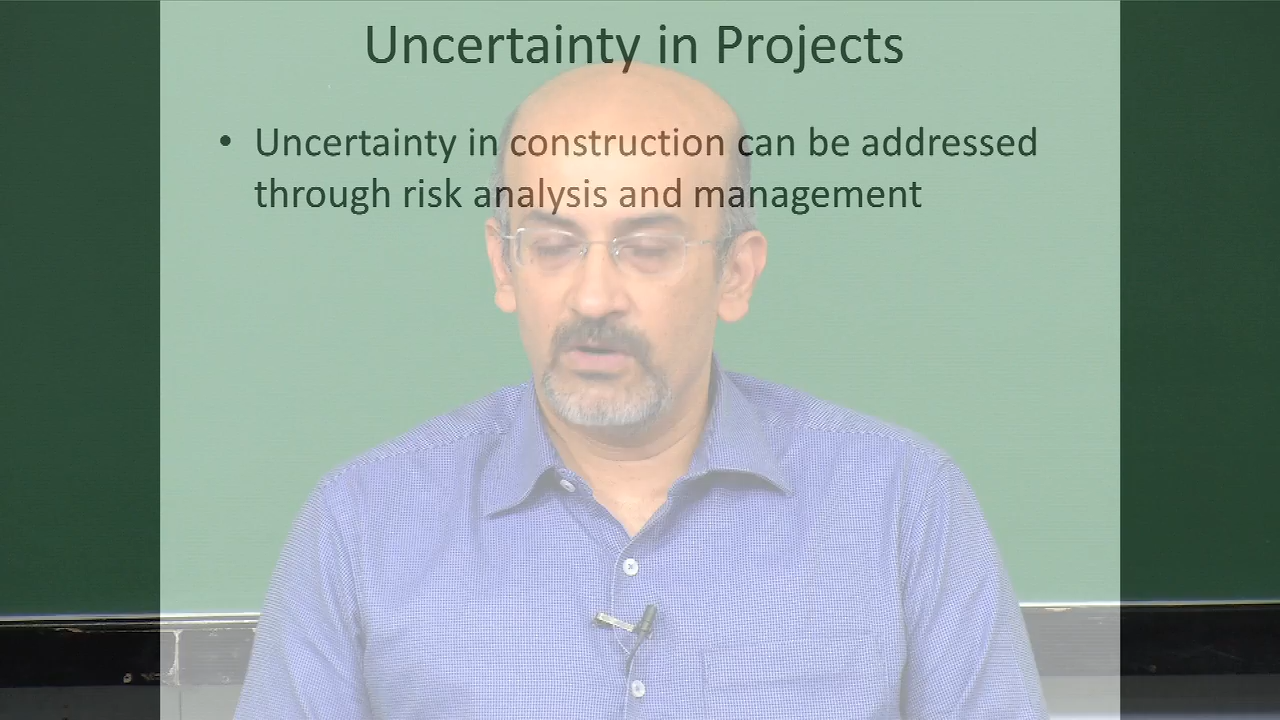 Uncertainty in Projects
• Uncertainty in construction can be addressed
through risk analysis and management